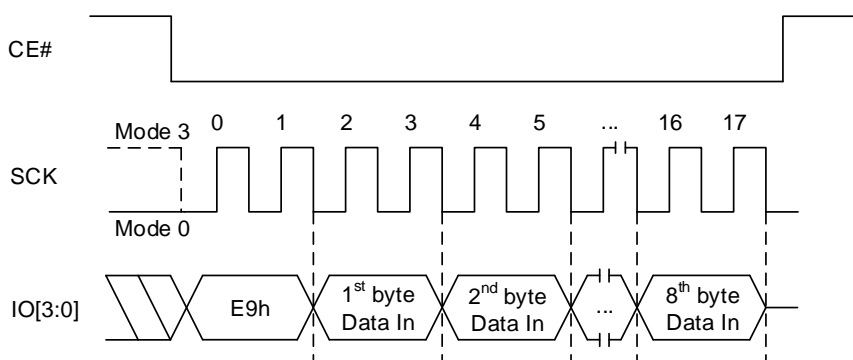 CE#
0 1 2 3 4 5 ... 16 17
Mode 3
SCK
Mode 0
IO[3:0]
E9h
1st byte
Data In
2nd byte
Data In
...
8th byte
Data In